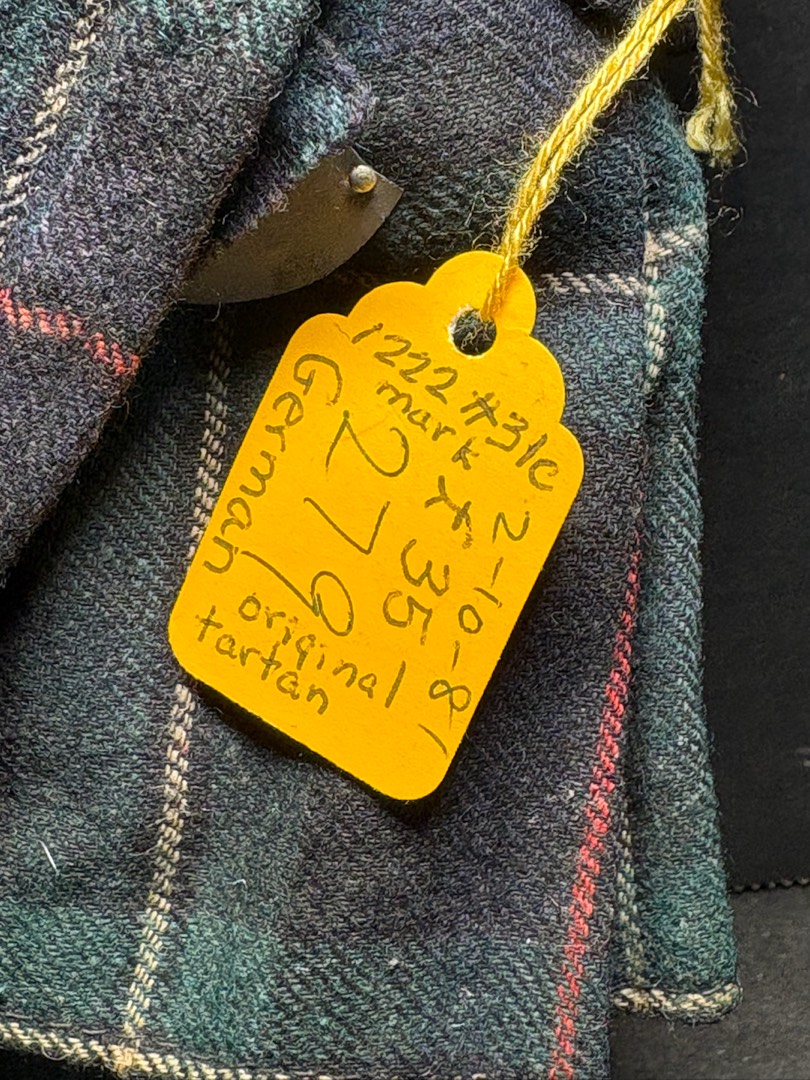 1222 #31c
mark
German
279
* 35
2-10-81
original
tartan